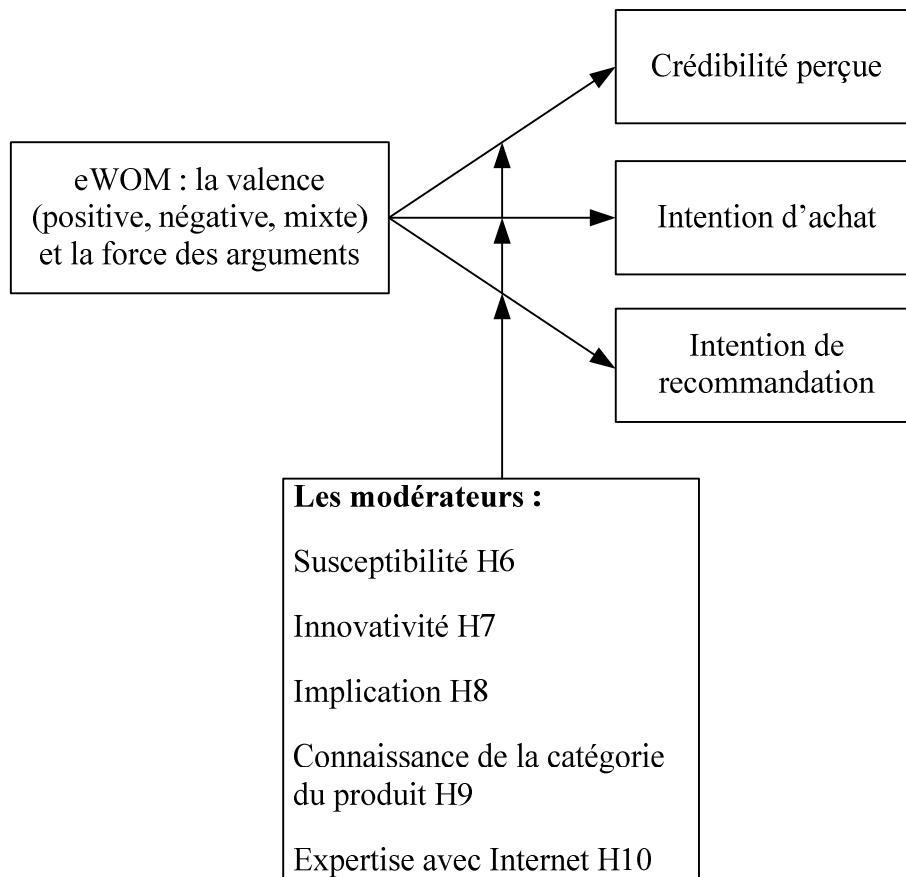 Crédibilité perçue
eWOM : la valence
(positive, négative, mixte)
et la force des arguments
Intention d’achat
Intention de
recommandation
Les modérateurs :
Susceptibilité H6
Innovativité H7
Implication H8
Connaissance de la catégorie
du produit H9
Expertise avec Internet H10